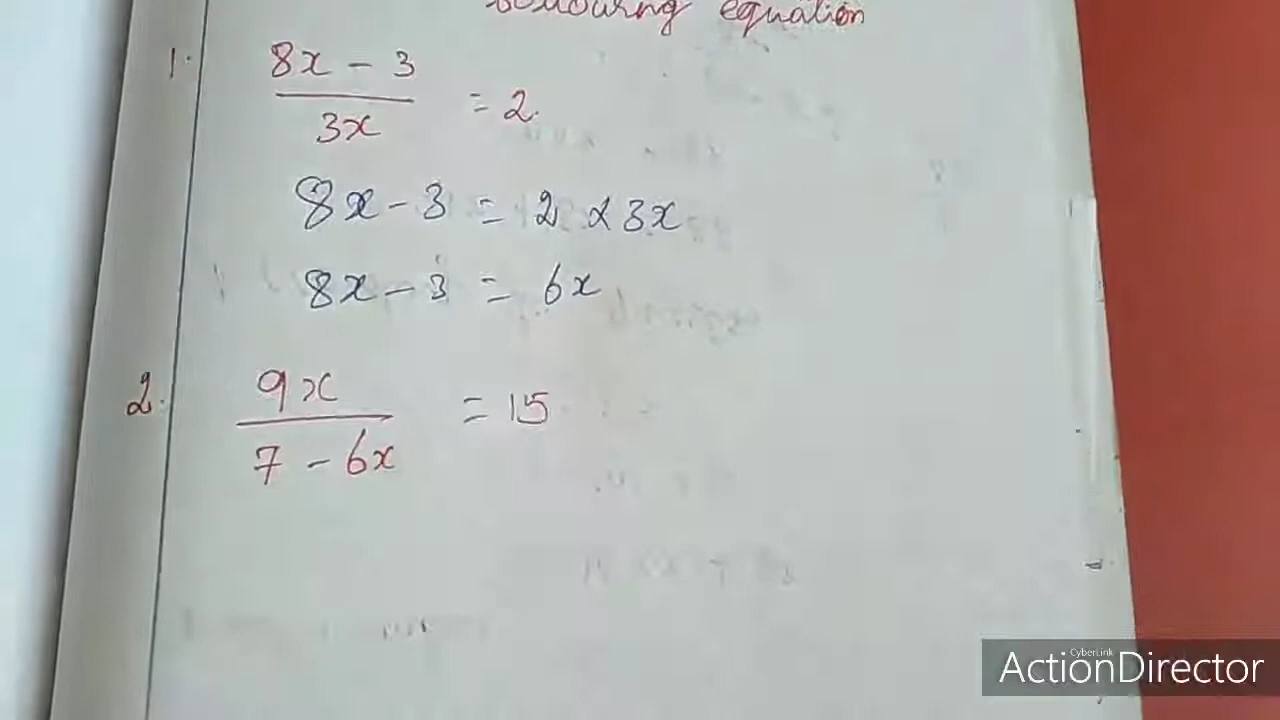 equation
1. 8x - 3
3x
= 2.
8x - 3 = 2 × 3x
8x - 3 = 6x
2. 9x
7 - 6x
= 15
CyberLink
ActionDirector